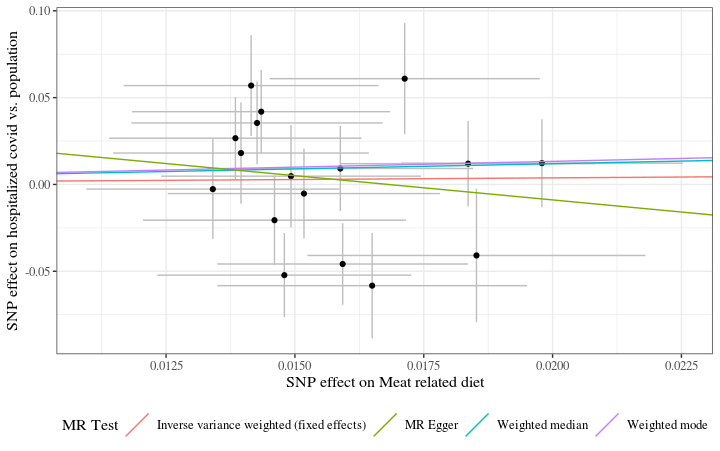 SNP effect on hospitalized covid vs. population
0.10
0.05
0.00
-0.05
0.0125 0.0150 0.0175 0.0200 0.0225
SNP effect on Meat related diet
MR Test Inverse variance weighted (fixed effects) MR Egger Weighted median Weighted mode